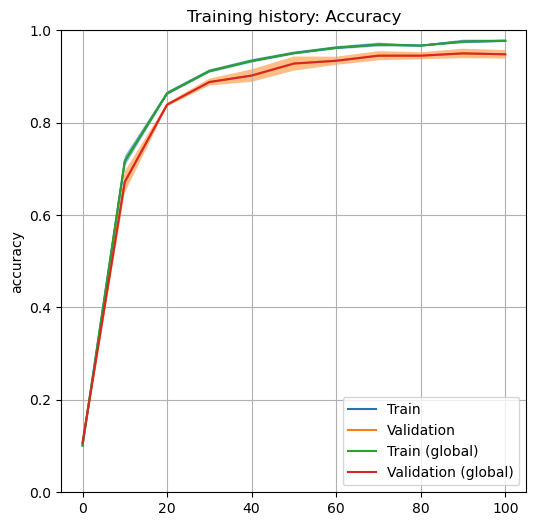 Training history: Accuracy
1.0
0.8
0.6
0.4
0.2
0.0
accuracy
0 20 40 60 80 100
Train
Validation
Train (global)
Validation (global)